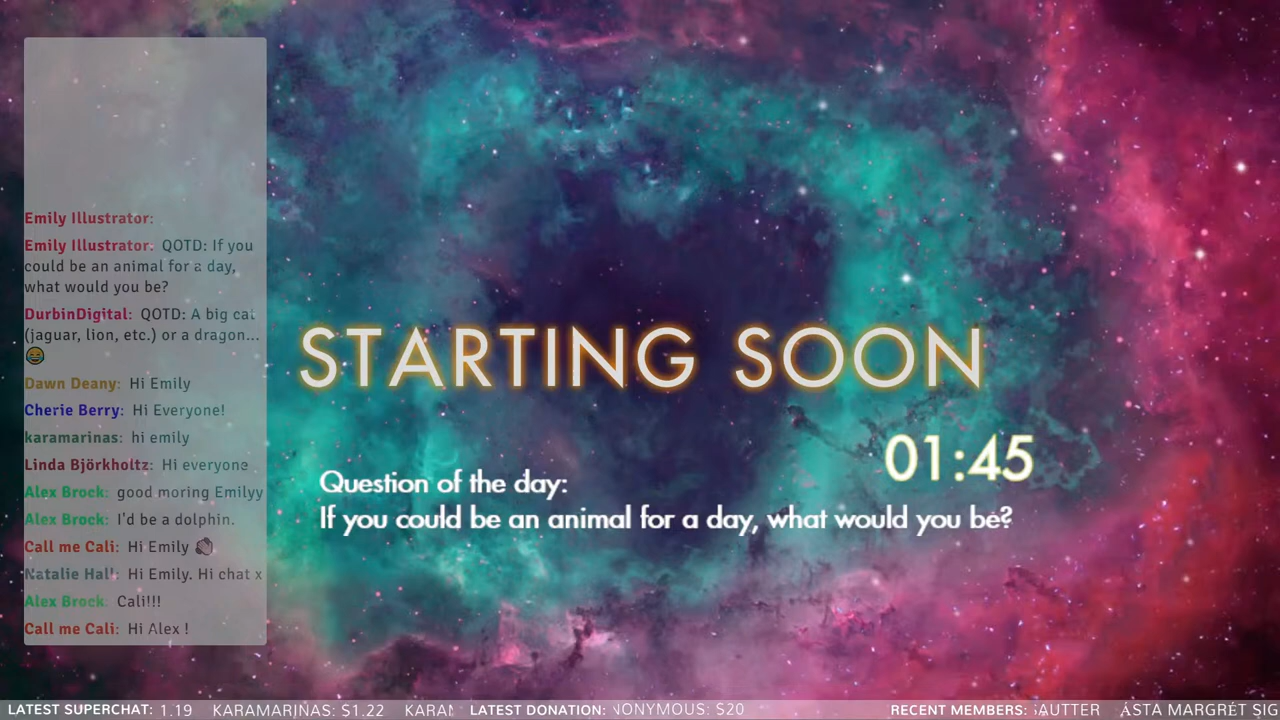 Emily Illustrator:
Emily Illustrator: QOTD: If you
could be an animal for a day,
what would you be?
DurbinDigital: QOTD: A big cat
(jaguar, lion, etc.) or a dragon...
Dawn Deany: Hi Emily
Cherie Berry: Hi Everyone!
karamarinas: hi emily
Linda Björkholtz: Hi everyone
Alex Brock: good moring Emilyy
Alex Brock: I'd be a dolphin.
Call me Cali: Hi Emily
Natalie Hall: Hi Emily. Hi chat x
Alex Brock: Cali!!!
Call me Cali: Hi Alex !
STARTING SOON
01:45
Question of the day:
If you could be an animal for a day, what would you be?
LATEST SUPERCHAT: 1.19 KARAMARINAS: $1.22 KARAM LATEST DONATION: NONYMOUS: $20 RECENT MEMBERS: AUTTER ÁSTA MARGRÉT SIG